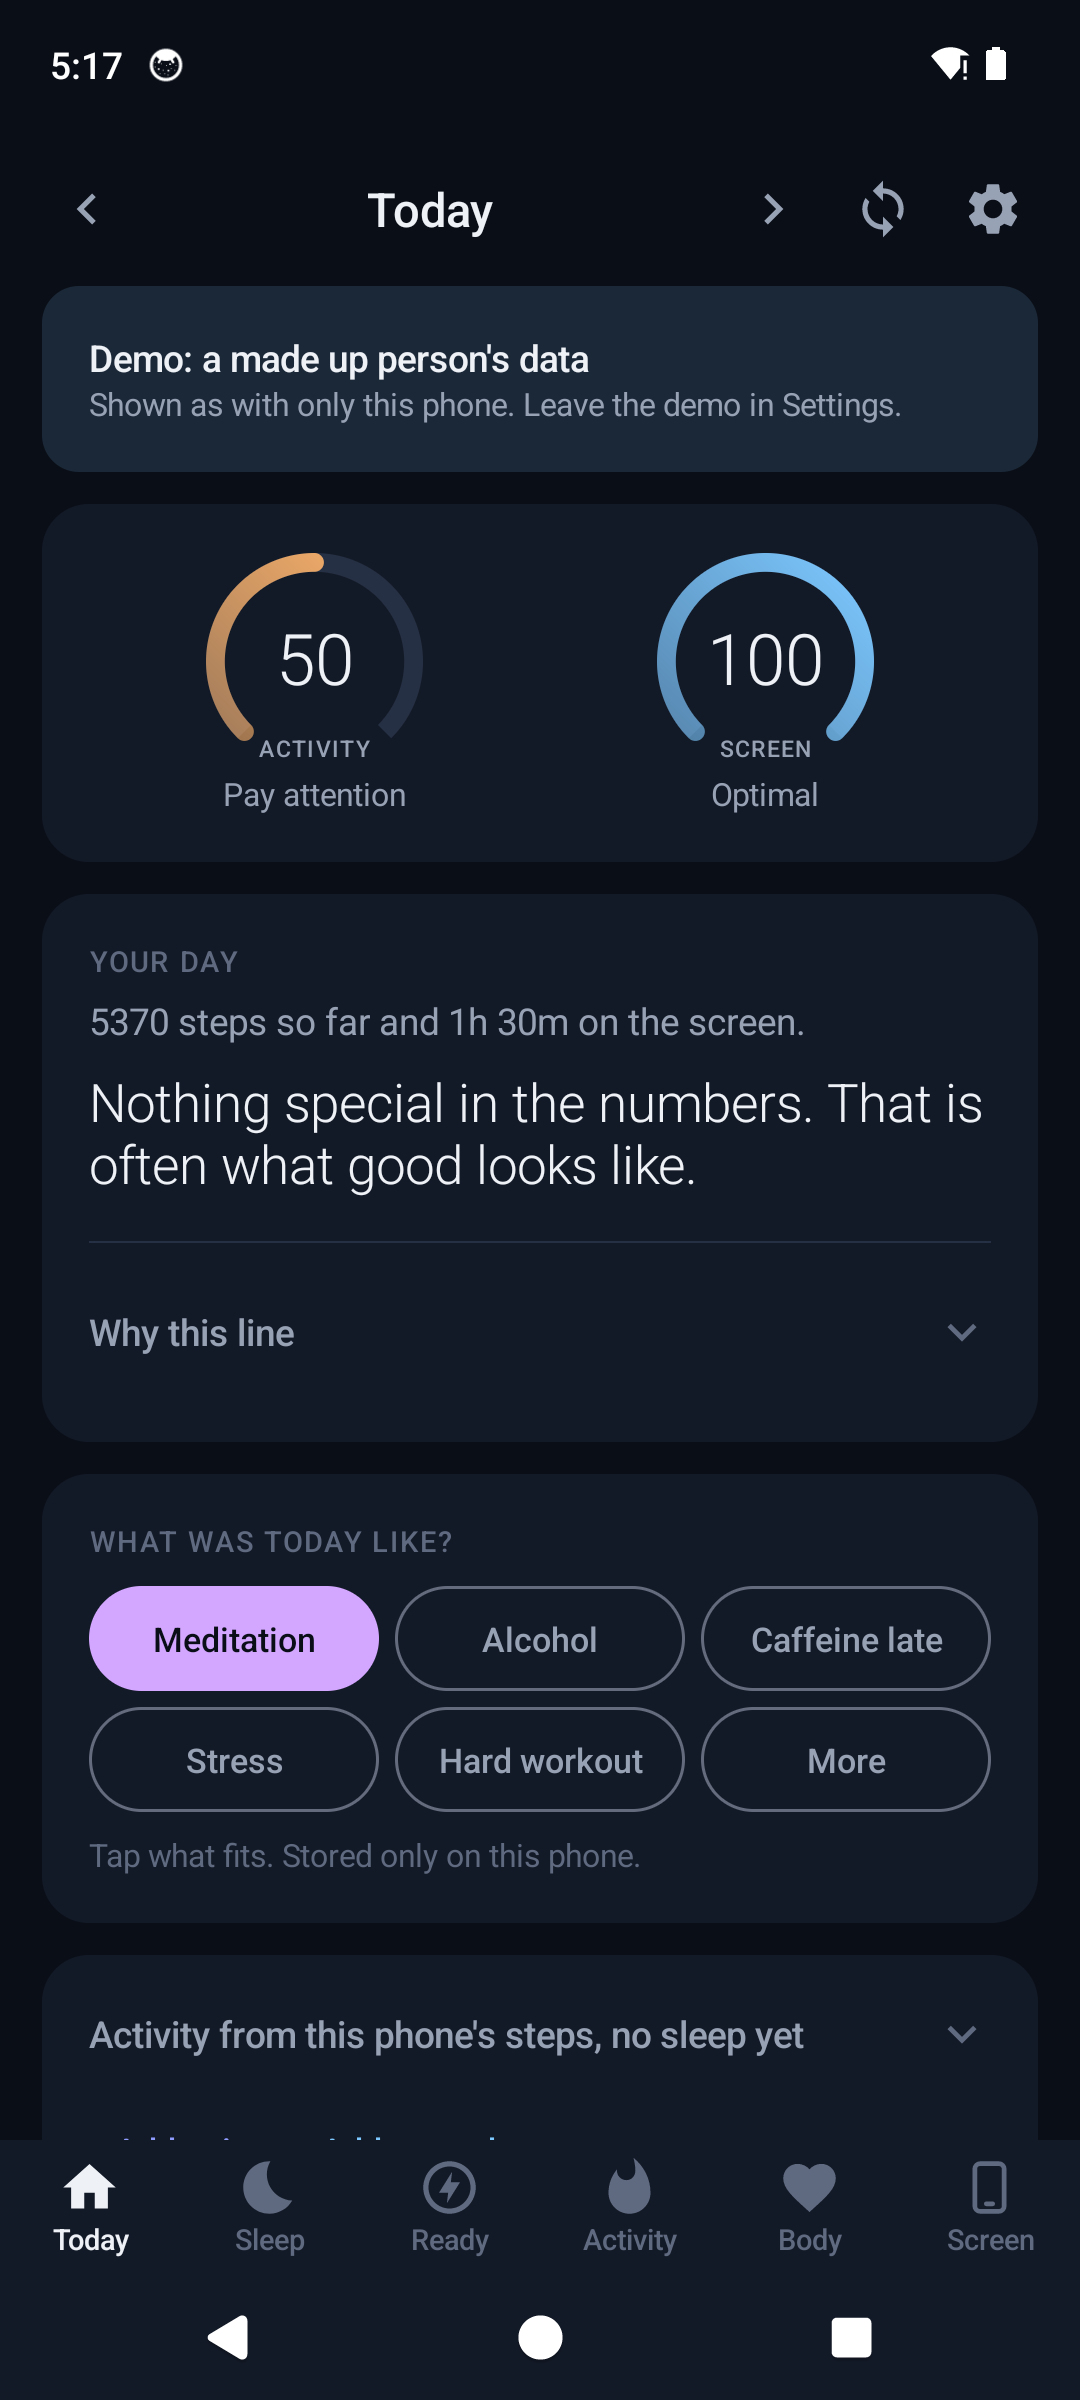 5:17
Today
Demo: a made up person's data
Shown as with only this phone. Leave the demo in Settings.
50
ACTIVITY
Pay attention
100
SCREEN
Optimal
YOUR DAY
5370 steps so far and 1h 30m on the screen.
Nothing special in the numbers. That is
often what good looks like.
Why this line
WHAT WAS TODAY LIKE?
Meditation
Alcohol
Caffeine late
Stress
Hard workout
More
Tap what fits. Stored only on this phone.
Activity from this phone's steps, no sleep yet
Today
Sleep
Ready
Activity
Body
Screen